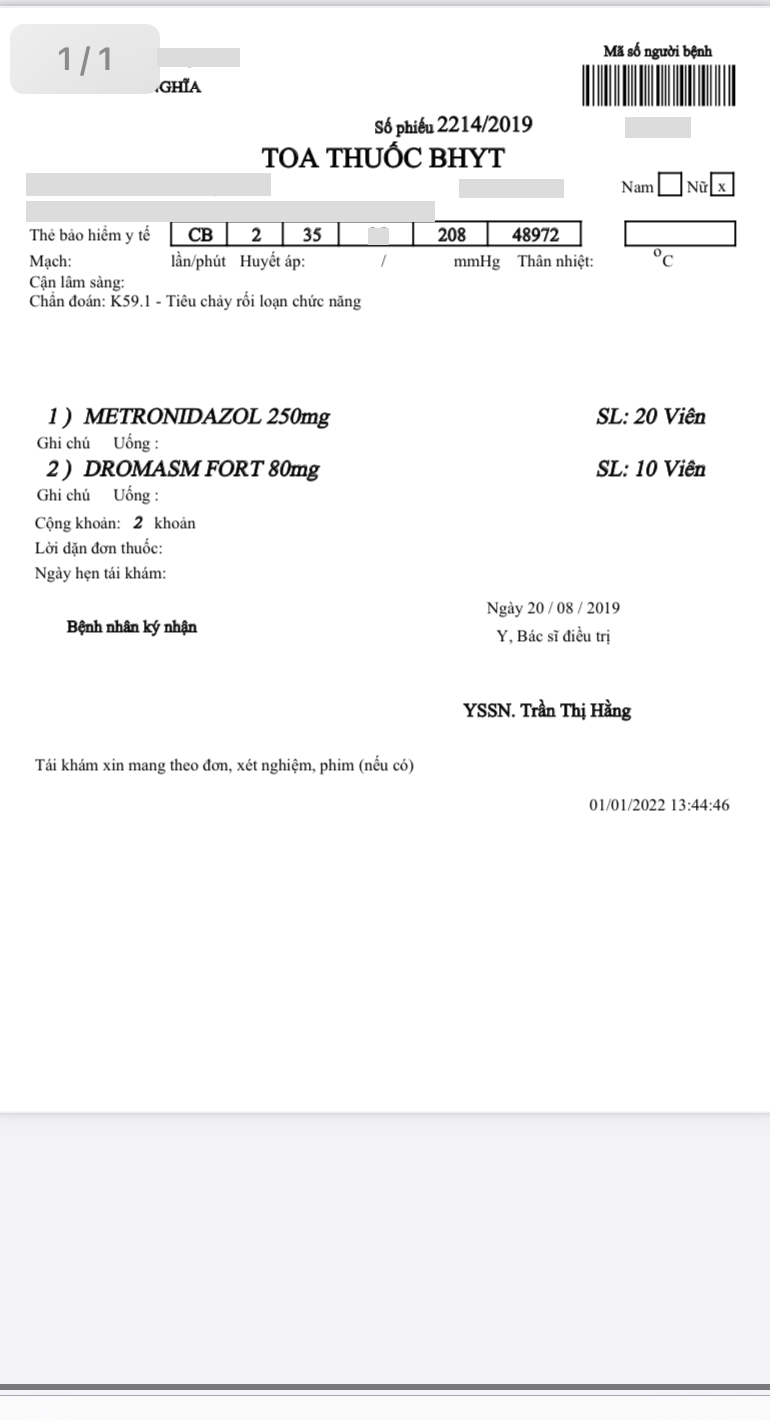 1/1
Mã số người bệnh
GHĨA
Số phiếu 2214/2019
TOA THUỐC BHYT
Nam Nữ x
Thẻ bảo hiểm y tế CB 2 35 208 48972
Mạch: lần/phút Huyết áp: / mmHg Thân nhiệt: °C
Cận lâm sàng:
Chẩn đoán: K59.1 - Tiêu chảy rối loạn chức năng
1 ) METRONIDAZOL 250mg SL: 20 Viên
Ghi chú Uống :
2 ) DROMASM FORT 80mg SL: 10 Viên
Ghi chú Uống :
Cộng khoản: 2 khoản
Lời dặn đơn thuốc:
Ngày hẹn tái khám:
Ngày 20 / 08 / 2019
Bệnh nhân ký nhận
Y, Bác sĩ điều trị
YSSN. Trần Thị Hằng
Tái khám xin mang theo đơn, xét nghiệm, phim (nếu có)
01/01/2022 13:44:46